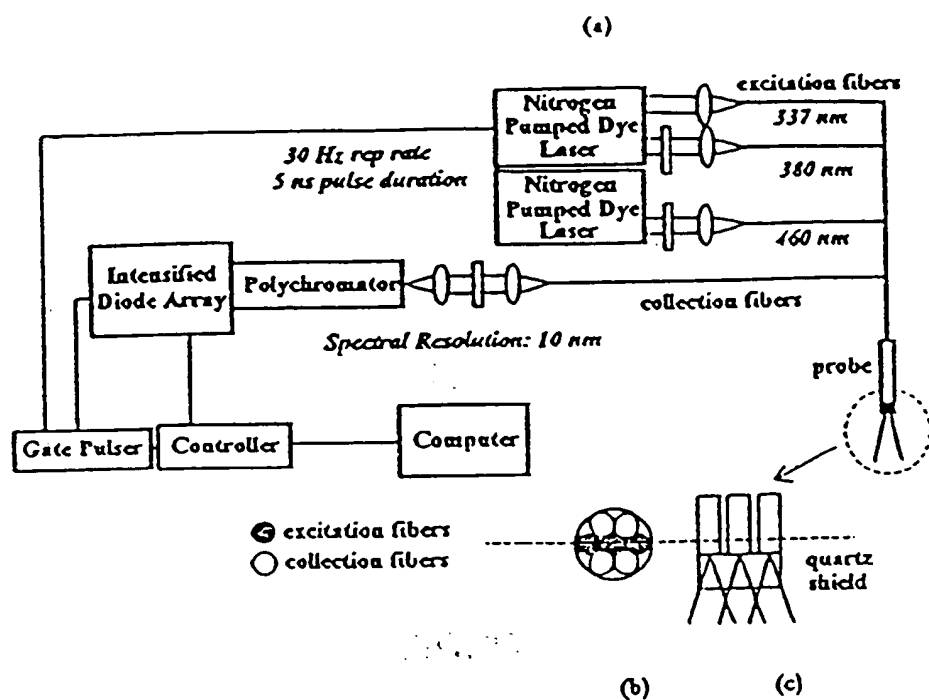 (a)
Nitrogen
Pumped Dye
Laser
excitation fibers
337 nm
380 nm
30 Hz rep rate
5 ns pulse duration
Nitrogen
Pumped Dye
Laser
460 nm
Intensified
Diode Array
Polychromator
collection fibers
Spectral Resolution: 10 nm
probe
Gate Pulser
Controller
Computer
excitation fibers
collection fibers
quartz
shield
(b)
(c)